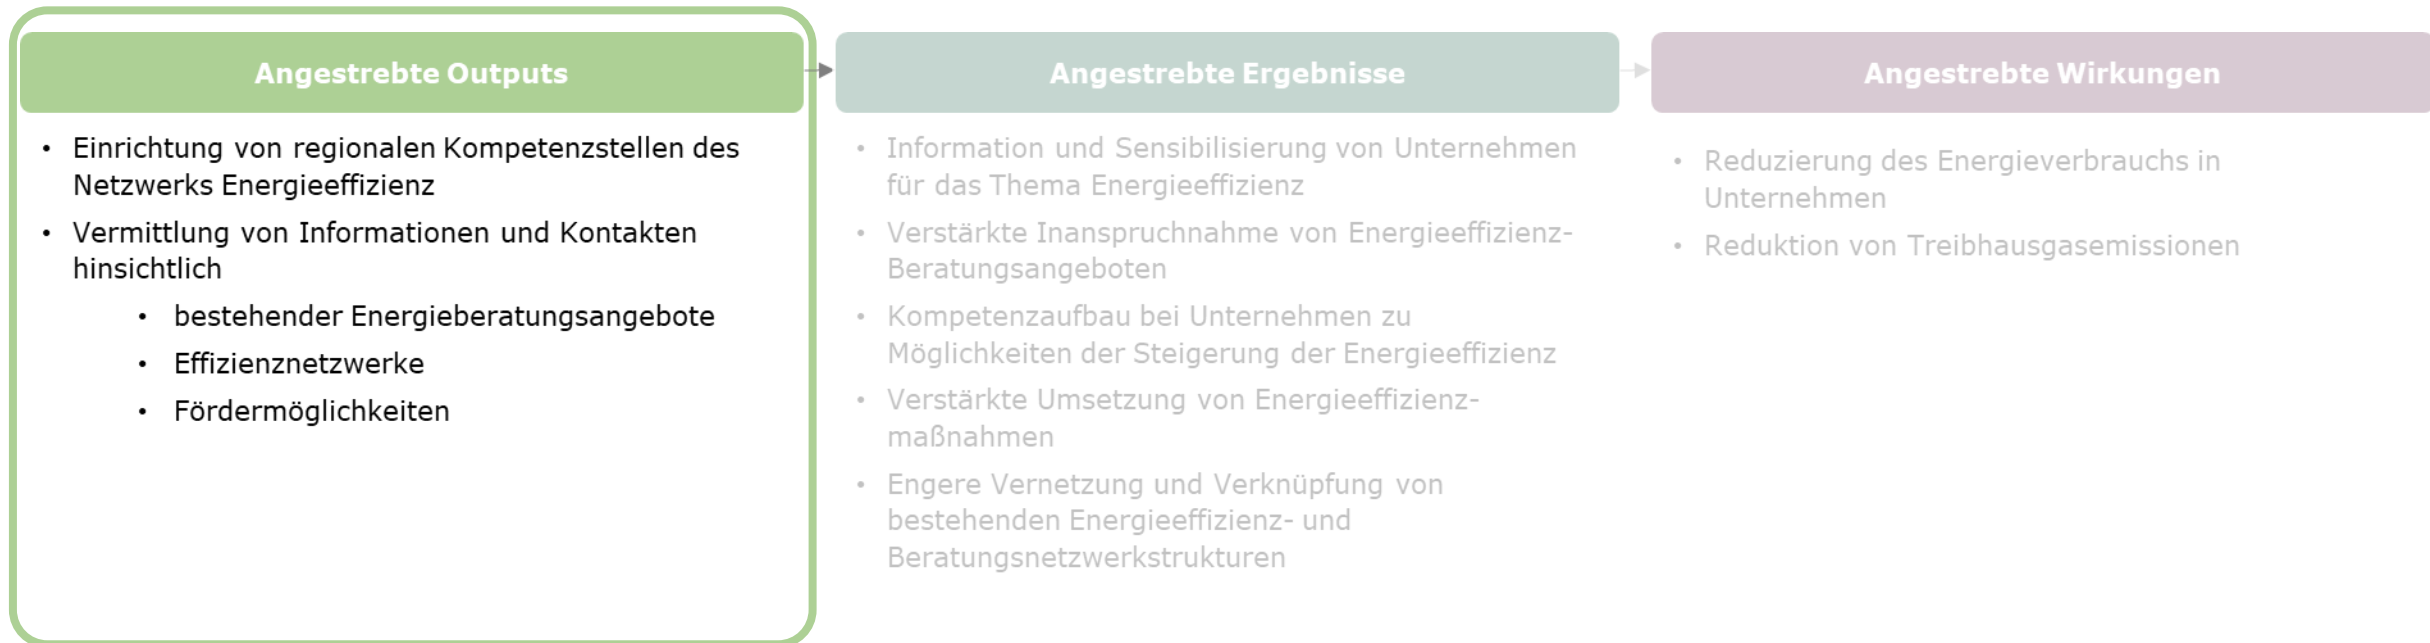 Angestrebte Outputs
• Einrichtung von regionalen Kompetenzstellen des
Netzwerks Energieeffizienz
• Vermittlung von Informationen und Kontakten
hinsichtlich
• bestehender Energieberatungsangebote
• Effizienznetzwerke
• Fördermöglichkeiten
Angestrebte Ergebnisse
• Information und Sensibilisierung von Unternehmen
für das Thema Energieeffizienz
• Verstärkte Inanspruchnahme von Energieeffizienz-
Beratungsangeboten
• Kompetenzaufbau bei Unternehmen zu
Möglichkeiten der Steigerung der Energieeffizienz
• Verstärkte Umsetzung von Energieeffizienz-
maßnahmen
• Engere Vernetzung und Verknüpfung von
bestehenden Energieeffizienz- und
Beratungsnetzwerkstrukturen
Angestrebte Wirkungen
• Reduzierung des Energieverbrauchs in
Unternehmen
• Reduktion von Treibhausgasemissionen